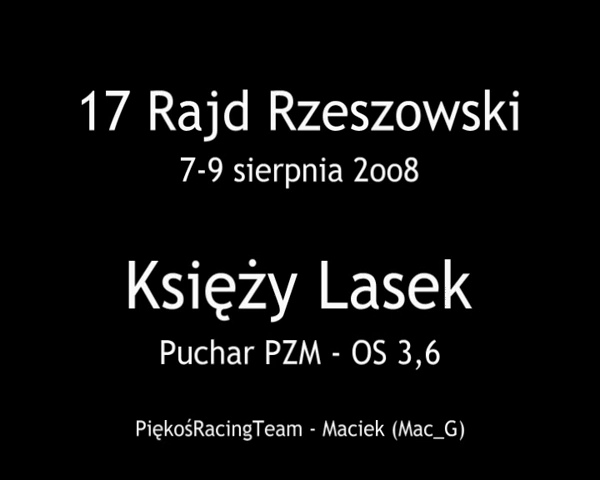 17 Rajd Rzeszowski
7-9 sierpnia 2oo8
Księży Lasek
Puchar PZM - OS 3,6
PiękośRacingTeam - Maciek (Mac_G)